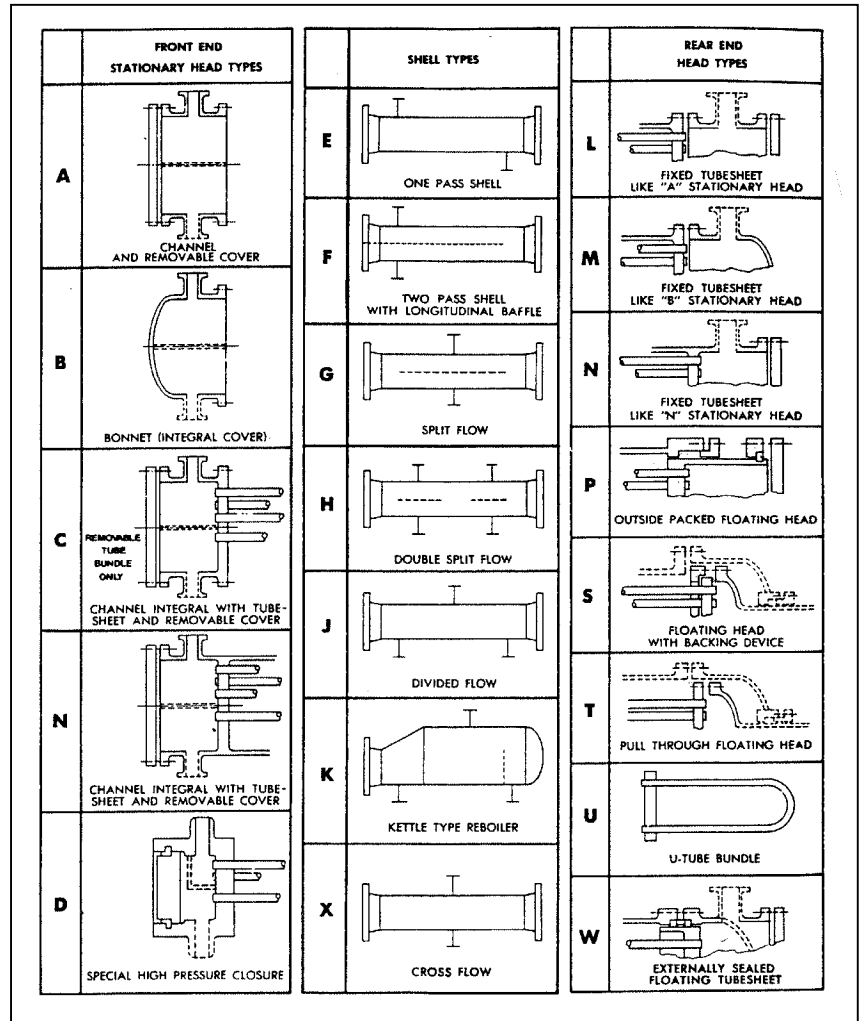 FRONT END
STATIONARY HEAD TYPES
A
CHANNEL
AND REMOVABLE COVER
B
BONNET (INTEGRAL COVER)
C
REMOVABLE
TUBE
BUNDLE
ONLY
CHANNEL INTEGRAL WITH TUBE-
SHEET AND REMOVABLE COVER
N
CHANNEL INTEGRAL WITH TUBE-
SHEET AND REMOVABLE COVER
D
SPECIAL HIGH PRESSURE CLOSURE
SHELL TYPES
E
ONE PASS SHELL
F
TWO PASS SHELL
WITH LONGITUDINAL BAFFLE
G
SPLIT FLOW
H
DOUBLE SPLIT FLOW
J
DIVIDED FLOW
K
KETTLE TYPE REBOILER
X
CROSS FLOW
REAR END
HEAD TYPES
L
FIXED TUBESHEET
LIKE "A" STATIONARY HEAD
M
FIXED TUBESHEET
LIKE "B" STATIONARY HEAD
N
FIXED TUBESHEET
LIKE "N" STATIONARY HEAD
P
OUTSIDE PACKED FLOATING HEAD
S
FLOATING HEAD
WITH BACKING DEVICE
T
PULL THROUGH FLOATING HEAD
U
U-TUBE BUNDLE
W
EXTERNALLY SEALED
FLOATING TUBESHEET